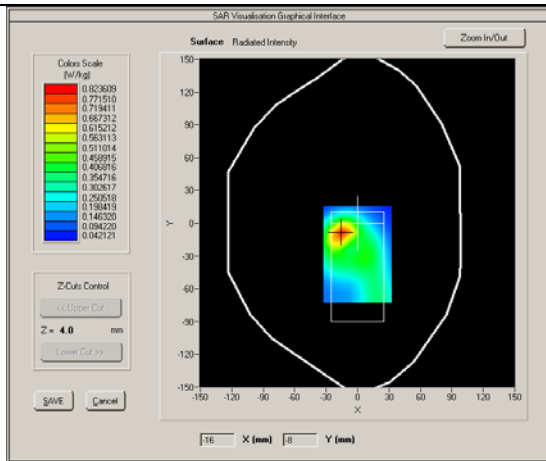 SAR Visualisation Graphical Interface
Surface Radiated Intensity
Zoom In/Out
Colors Scale
(W/kg)
0.823609
0.771510
0.719411
0.667312
0.615212
0.563113
0.511014
0.458915
0.406816
0.354716
0.302617
0.250518
0.198419
0.146320
0.094220
0.042121
Z-Cuts Control
<< Upper Cut
Z = 4.0 mm
Lower Cut >>
SAVE Cancel
150
120
90
60
30
0
-30
-60
-90
-120
-150
Y
-150 -120 -90 -60 -30 0 30 60 90 120 150
X
-16 X (mm) -8 Y (mm)